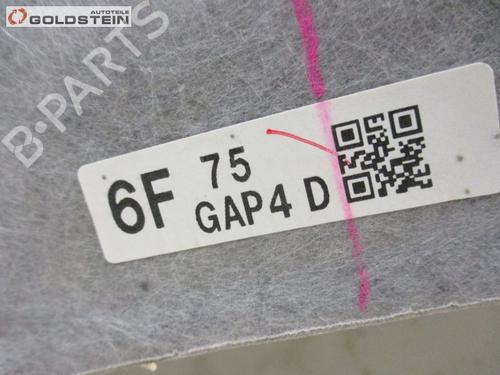 AUTOTEILE
GOLDSTEIN
B-PARTS
6F 75
GAP4 D